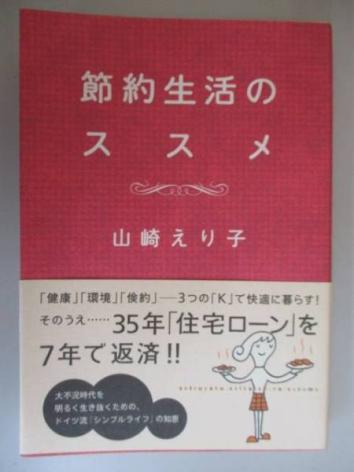 節約生活の
ススメ
山崎えり子
「健康」「環境」「倹約」──3つの「K」で快適に暮らす!
そのうえ……35年「住宅ローン」を
7年で返済!!
大不況時代を
明るく生き抜くための、
ドイツ流「シンプルライフ」の知恵